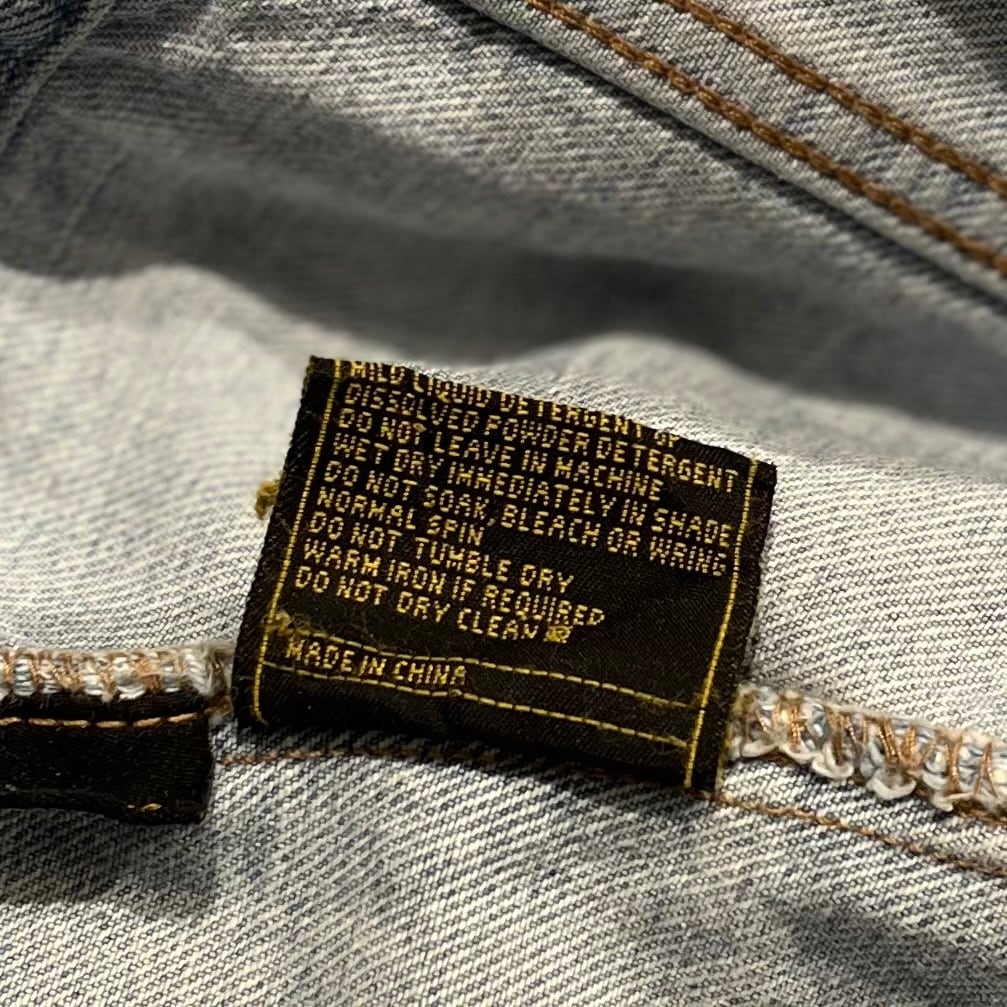 MILD LIQUID DETERGENT OR
DISSOLVED POWDER DETERGENT
DO NOT LEAVE IN MACHINE
WET DRY IMMEDIATELY IN SHADE
DO NOT SOAK, BLEACH OR WRING
NORMAL SPIN
DO NOT TUMBLE DRY
WARM IRON IF REQUIRED
DO NOT DRY CLEAN
MADE IN CHINA